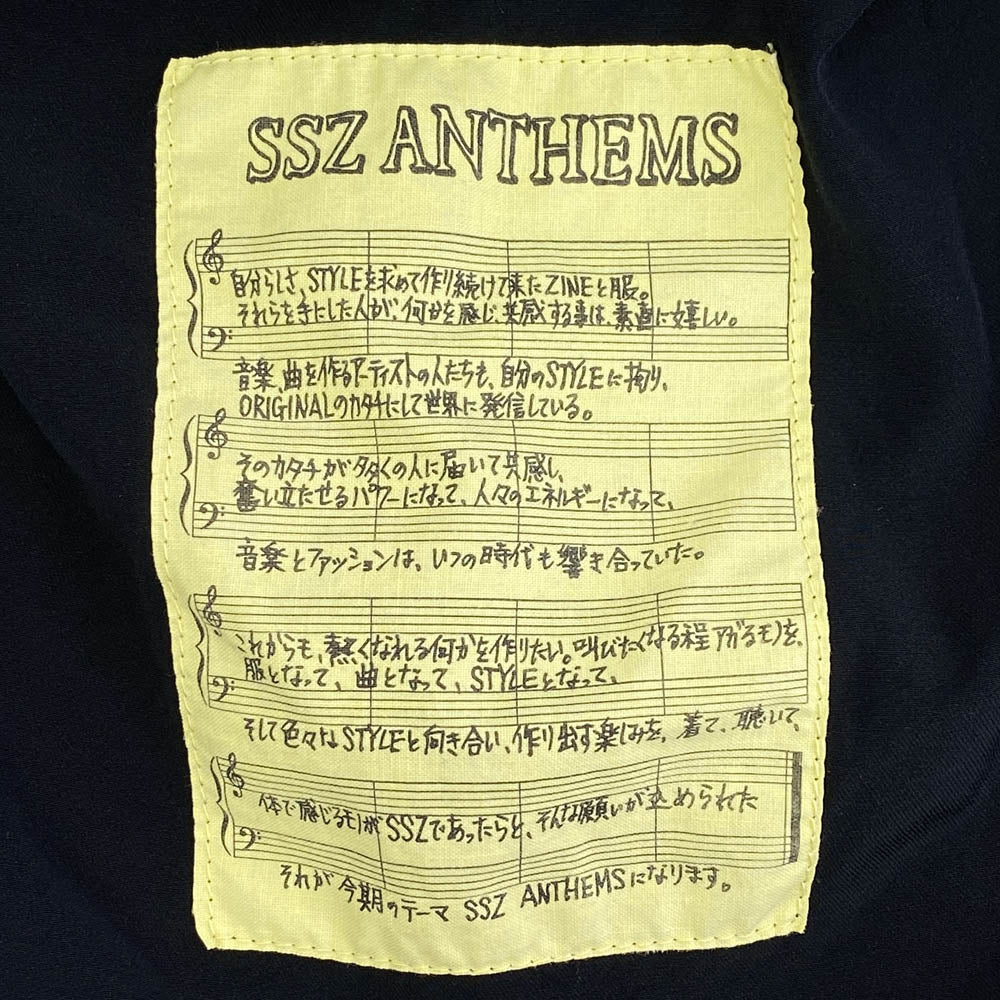 SSZ ANTHEMS
自分らしさ、STYLEを求めて作り続けて来たZINEと服。
それらを手にした人が、何かを感じ、共感する事は、素直に嬉しい。
音楽、曲を作るアーティストの人たちも、自分のSTYLEに拘り、
ORIGINALのカタチにして世界に発信している。
そのカタチが多くの人に届いて共感し、
奮い立たせるパワーになって、人々のエネルギーになって、
音楽とファッションは、いつの時代も響き合っていた。
これからも、熱くなれる何かを作りたい。叫びたくなる程アガるモノを、
服となって、曲となって、STYLEとなって、
そして色々なSTYLEと向き合い、作り出す楽しみを、着て、聴いて、
体で感じるモノがSSZであったらと、そんな願いが込められた
それが今期のテーマ SSZ ANTHEMSになります。